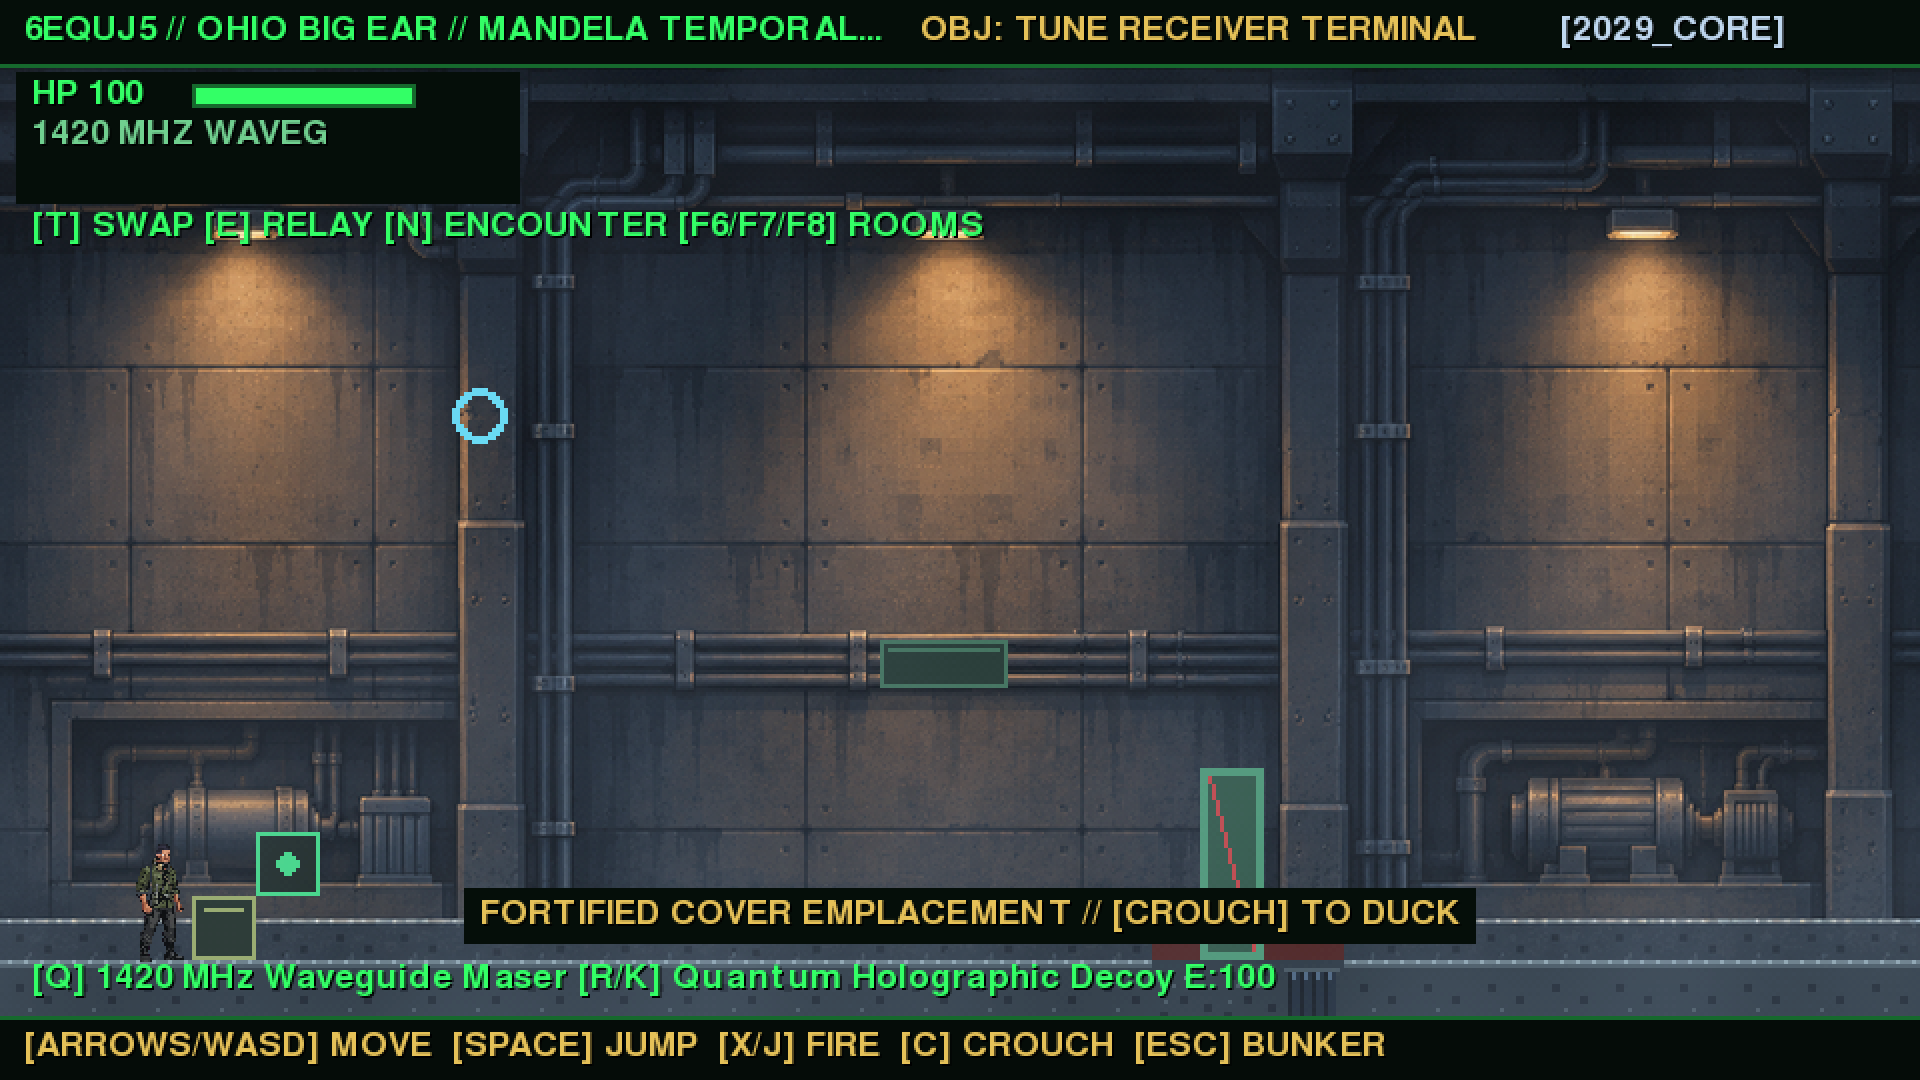 6EQUJ5 // OHIO BIG EAR // MANDELA TEMPORAL... OBJ: TUNE RECEIVER TERMINAL [2029_CORE]
HP 100
1420 MHZ WAVEG
[T] SWAP [E] RELAY [N] ENCOUNTER [F6/F7/F8] ROOMS
FORTIFIED COVER EMPLACEMENT // [CROUCH] TO DUCK
[Q] 1420 MHz Waveguide Maser [R/K] Quantum Holographic Decoy E:100
[ARROWS/WASD] MOVE [SPACE] JUMP [X/J] FIRE [C] CROUCH [ESC] BUNKER